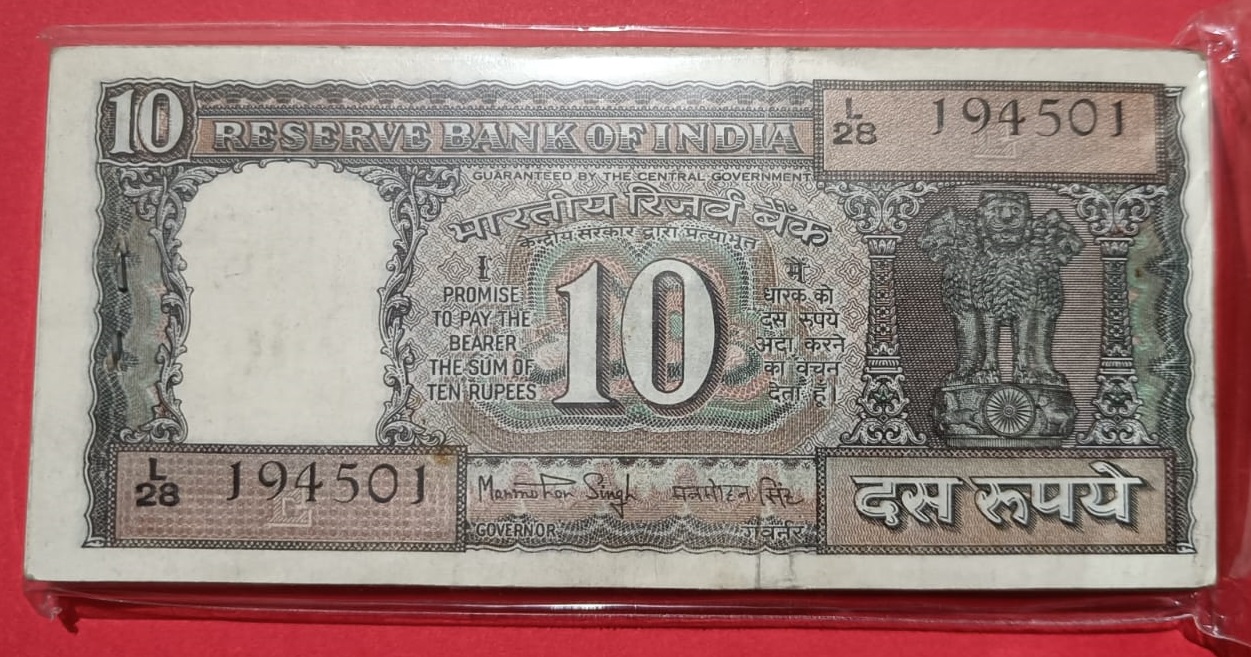 10
RESERVE BANK OF INDIA
L
28 194501
GUARANTEED BY THE CENTRAL GOVERNMENT
भारतीय रिज़र्व बैंक
केन्द्रीय सरकार द्वारा प्रत्याभूत
I
PROMISE
TO PAY THE
BEARER
THE SUM OF
TEN RUPEES
10
मैं
धारक को
दस रुपये
अदा करने
का वचन
देता हूँ।
L
28 194501
Manmohan Singh मनमोहन सिंह
GOVERNOR गवर्नर
दस रुपये